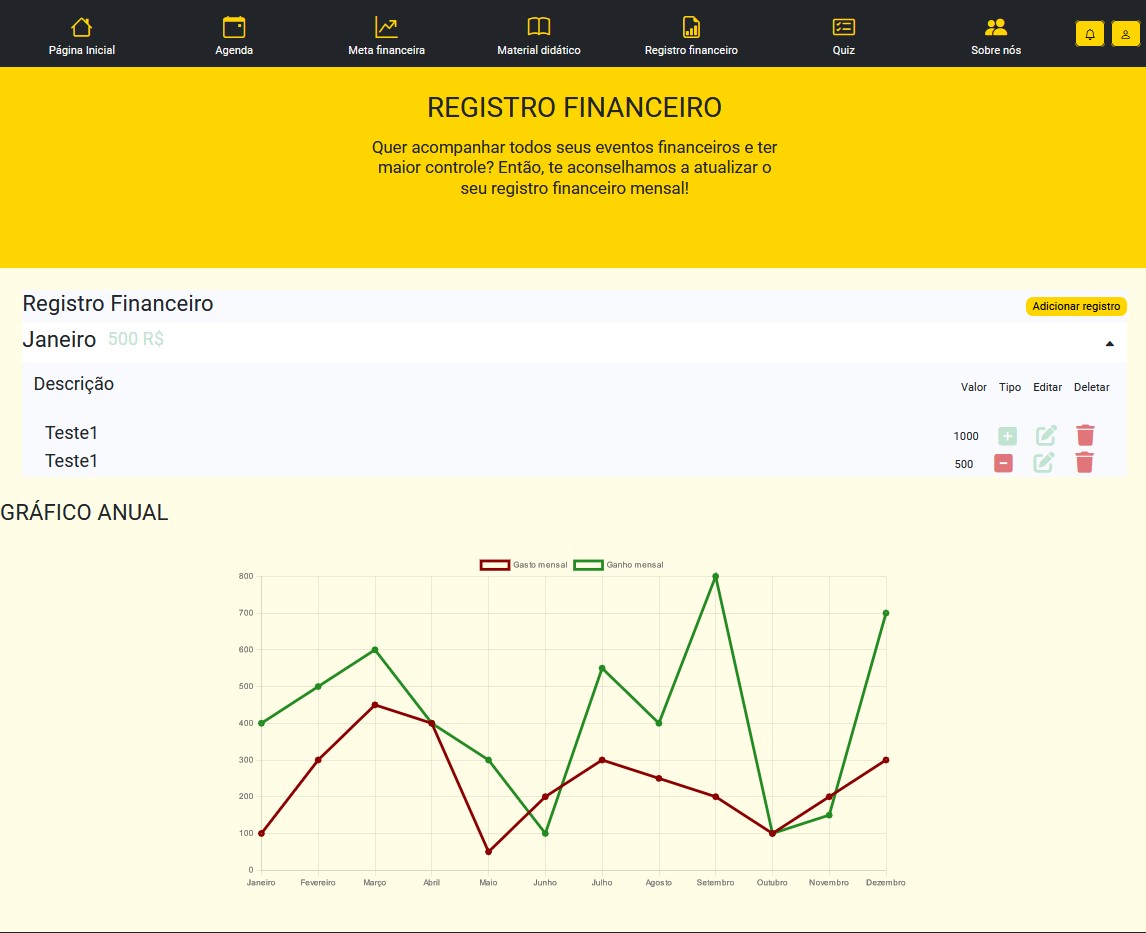 Página Inicial
Agenda
Meta financeira
Material didático
Registro financeiro
Quiz
Sobre nós
REGISTRO FINANCEIRO
Quer acompanhar todos seus eventos financeiros e ter
maior controle? Então, te aconselhamos a atualizar o
seu registro financeiro mensal!
Registro Financeiro
Adicionar registro
Janeiro 500 R$
Descrição
Valor Tipo Editar Deletar
Teste1 1000
Teste1 500
GRÁFICO ANUAL
Gasto mensal Ganho mensal
800
700
600
500
400
300
200
100
0
Janeiro Fevereiro Março Abril Maio Junho Julho Agosto Setembro Outubro Novembro Dezembro